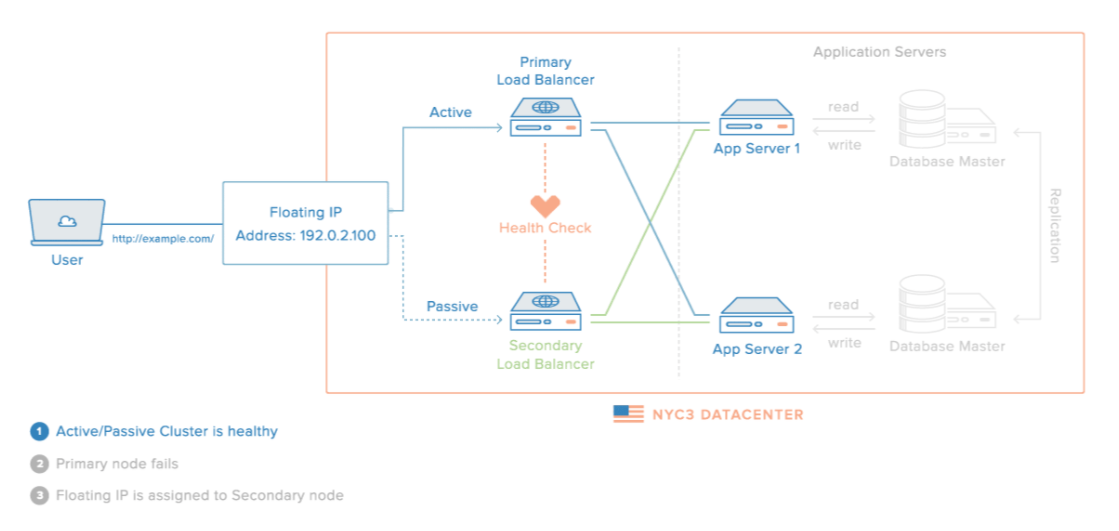 Application Servers
Primary
Load Balancer
Active
read
write
App Server 1
Database Master
Floating IP
Address: 192.0.2.100
http://example.com/
User
Health Check
Replication
Passive
read
write
Secondary
Load Balancer
App Server 2
Database Master
NYC3 DATACENTER
1 Active/Passive Cluster is healthy
2 Primary node fails
3 Floating IP is assigned to Secondary node